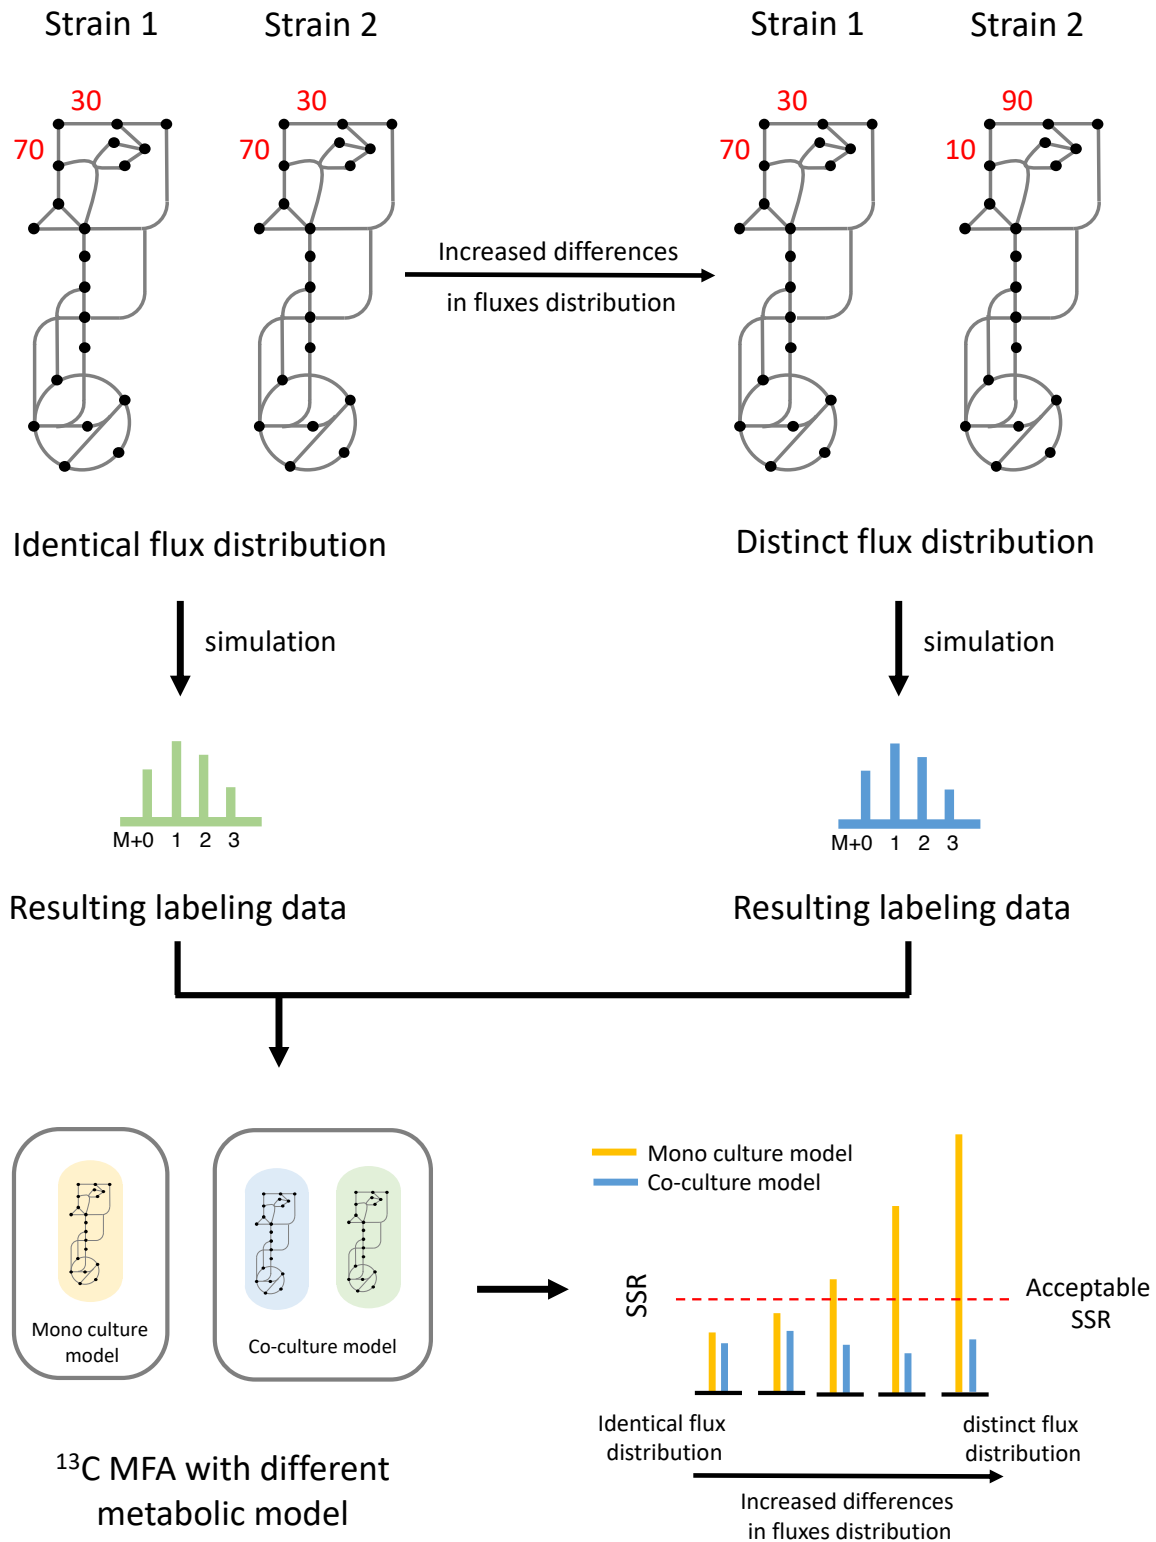 Strain 1
Strain 2
Strain 1
Strain 2
30
70
30
70
30
70
90
10
Increased differences
in fluxes distribution
Identical flux distribution
Distinct flux distribution
simulation
simulation
M+0 1 2 3
M+0 1 2 3
Resulting labeling data
Resulting labeling data
Mono culture
model
Co-culture model
¹³C MFA with different
metabolic model
Mono culture model
Co-culture model
SSR
Acceptable
SSR
Identical flux
distribution
distinct flux
distribution
Increased differences
in fluxes distribution